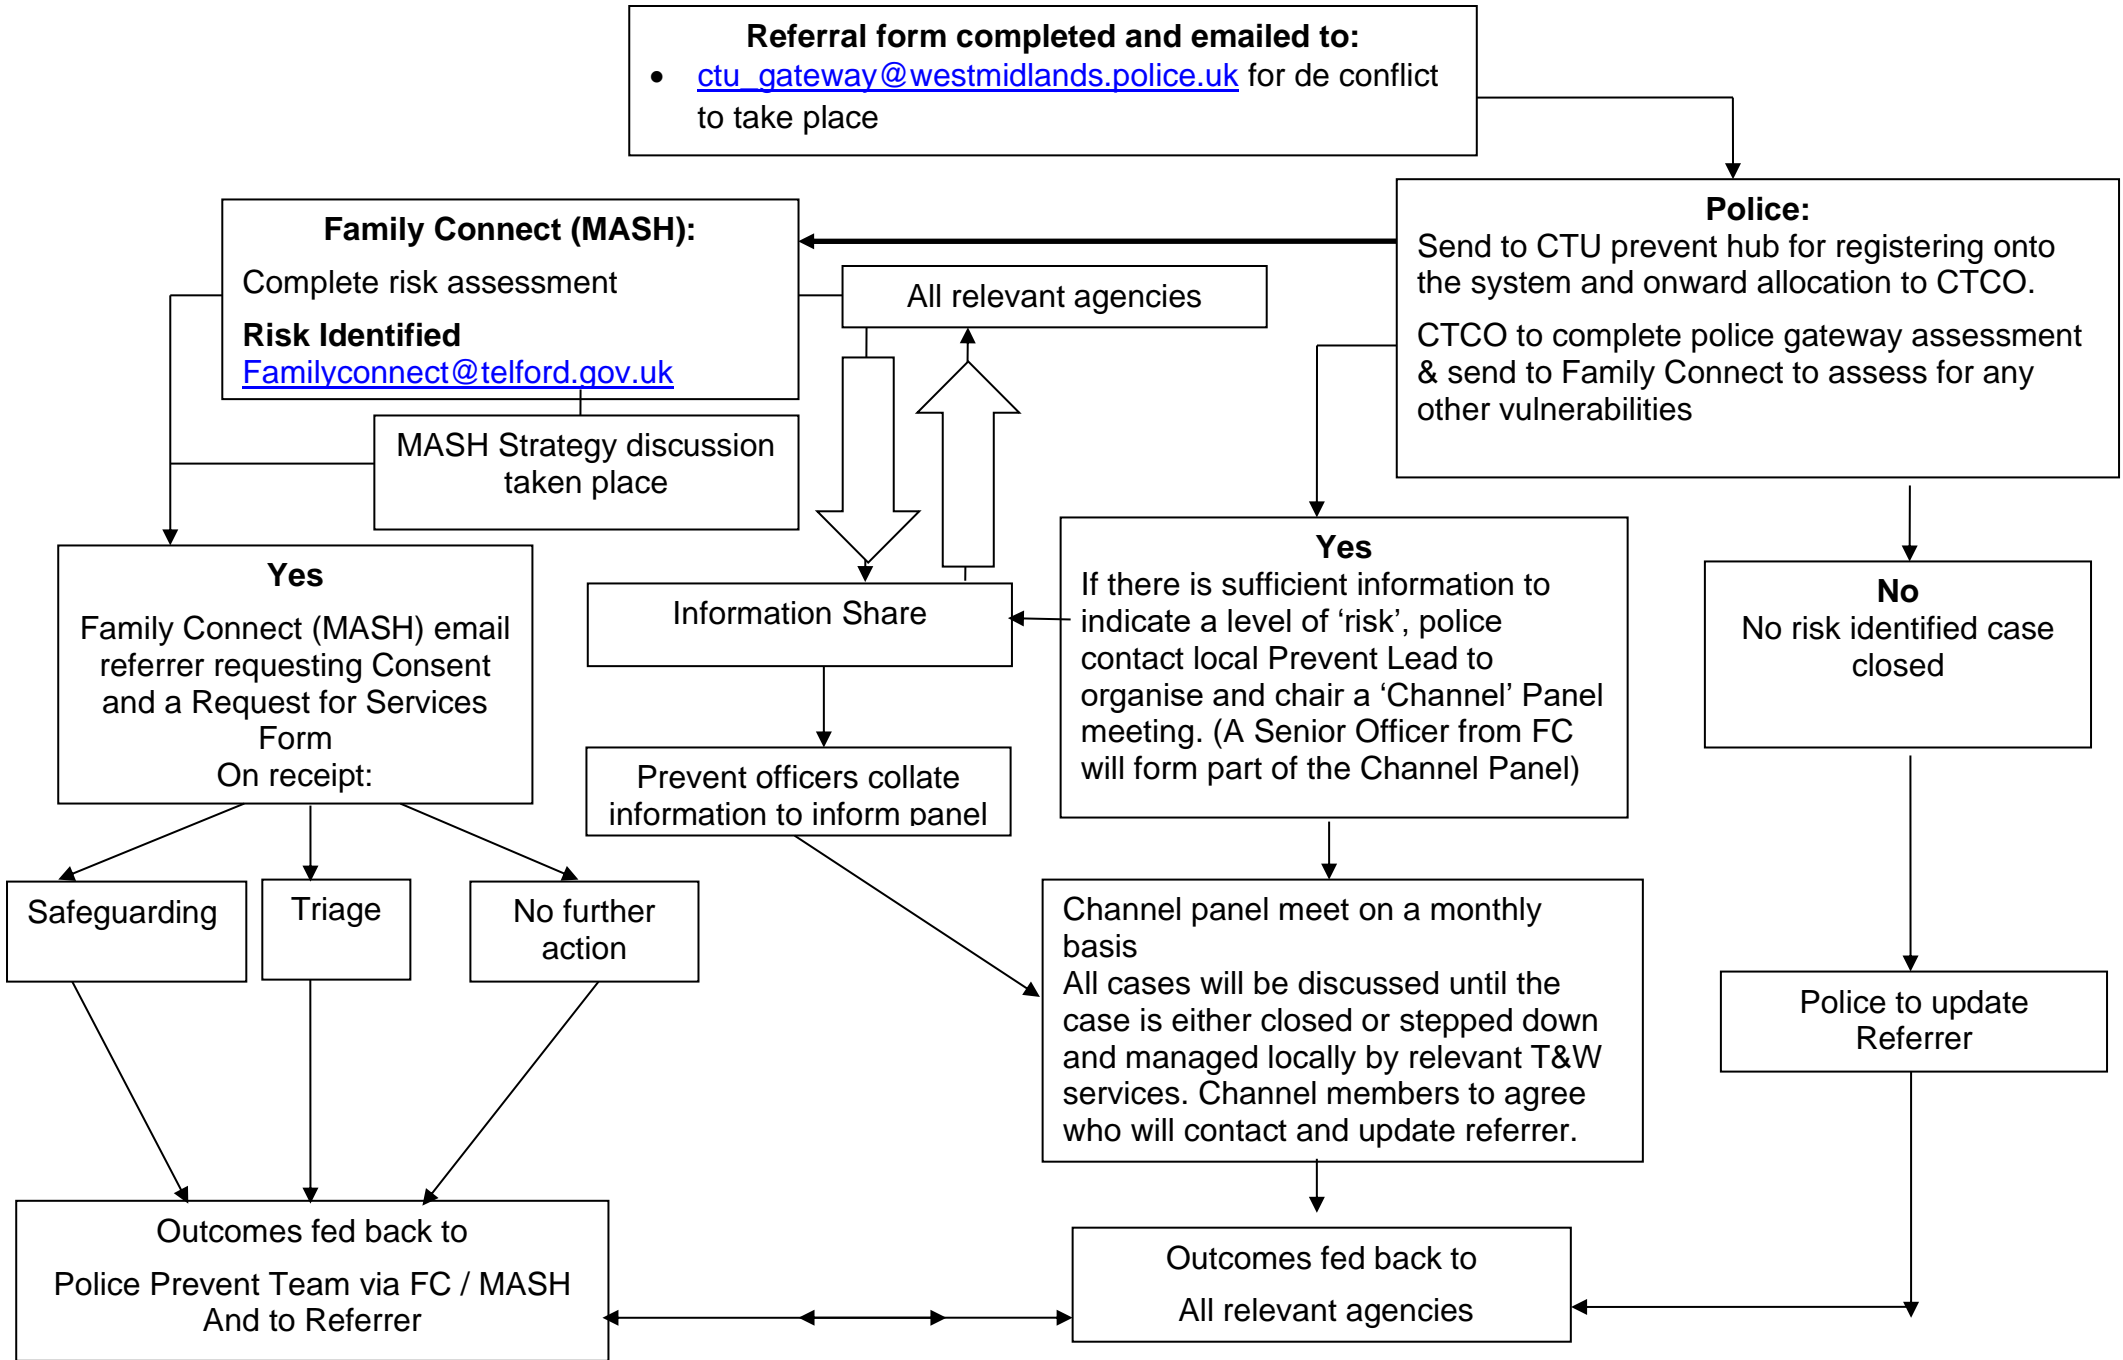 Referral form completed and emailed to:
• ctu_gateway@westmidlands.police.uk for de conflict
to take place
Police:
Send to CTU prevent hub for registering onto
the system and onward allocation to CTCO.
CTCO to complete police gateway assessment
& send to Family Connect to assess for any
other vulnerabilities
Family Connect (MASH):
Complete risk assessment
Risk Identified
Familyconnect@telford.gov.uk
All relevant agencies
MASH Strategy discussion
taken place
Yes
Family Connect (MASH) email
referrer requesting Consent
and a Request for Services
Form
On receipt:
Information Share
Yes
If there is sufficient information to
indicate a level of ‘risk’, police
contact local Prevent Lead to
organise and chair a ‘Channel’ Panel
meeting. (A Senior Officer from FC
will form part of the Channel Panel)
No
No risk identified case
closed
Prevent officers collate
information to inform panel
Safeguarding
Triage
No further
action
Channel panel meet on a monthly
basis
All cases will be discussed until the
case is either closed or stepped down
and managed locally by relevant T&W
services. Channel members to agree
who will contact and update referrer.
Police to update
Referrer
Outcomes fed back to
Police Prevent Team via FC / MASH
And to Referrer
Outcomes fed back to
All relevant agencies